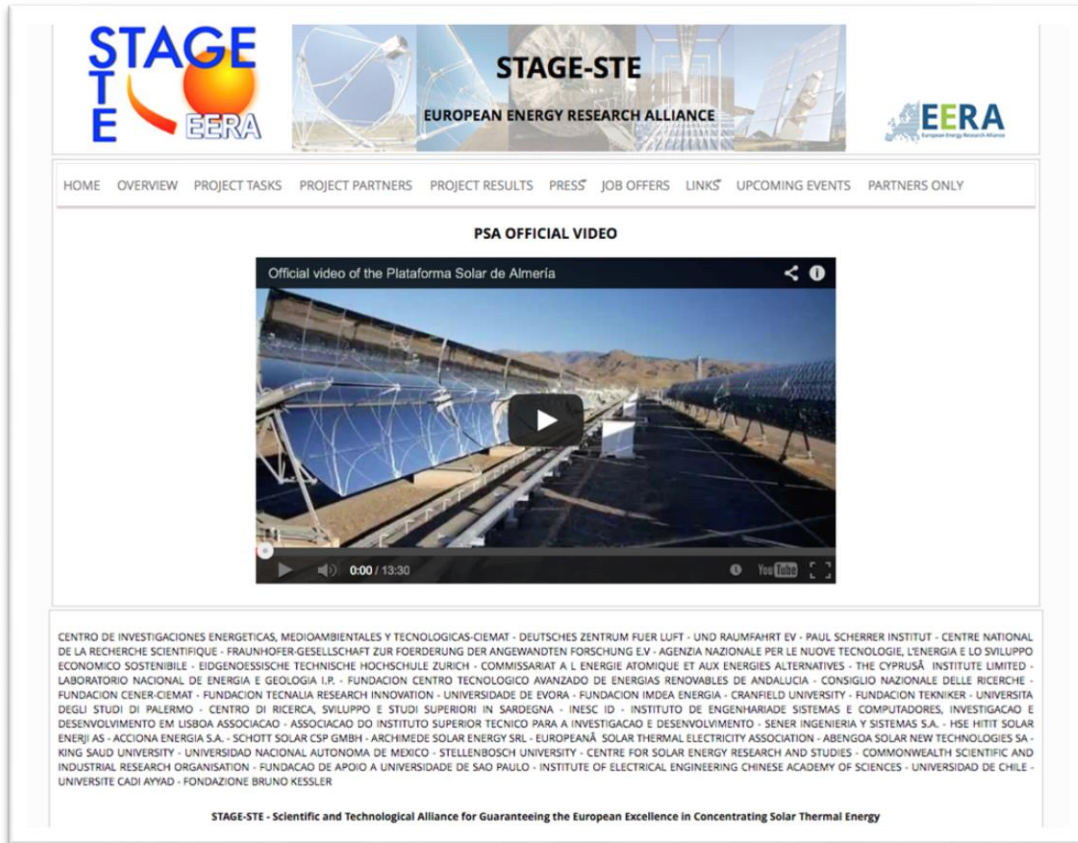 STAGE
STE
EERA
STAGE-STE
EUROPEAN ENERGY RESEARCH ALLIANCE
EERA
European Energy Research Alliance
HOME OVERVIEW PROJECT TASKS PROJECT PARTNERS PROJECT RESULTS PRESS JOB OFFERS LINKS UPCOMING EVENTS PARTNERS ONLY
PSA OFFICIAL VIDEO
Official video of the Plataforma Solar de Almería
0:00 / 13:30
YouTube
CENTRO DE INVESTIGACIONES ENERGETICAS, MEDIOAMBIENTALES Y TECNOLOGICAS-CIEMAT - DEUTSCHES ZENTRUM FUER LUFT - UND RAUMFAHRT EV - PAUL SCHERRER INSTITUT - CENTRE NATIONAL
DE LA RECHERCHE SCIENTIFIQUE - FRAUNHOFER-GESELLSCHAFT ZUR FOERDERUNG DER ANGEWANDTEN FORSCHUNG E.V - AGENZIA NAZIONALE PER LE NUOVE TECNOLOGIE, L'ENERGIA E LO SVILUPPO
ECONOMICO SOSTENIBILE - EIDGENOESSISCHE TECHNISCHE HOCHSCHULE ZURICH - COMMISSARIAT A L ENERGIE ATOMIQUE ET AUX ENERGIES ALTERNATIVES - THE CYPRUSÂ INSTITUTE LIMITED -
LABORATORIO NACIONAL DE ENERGIA E GEOLOGIA I.P. - FUNDACION CENTRO TECNOLOGICO AVANZADO DE ENERGIAS RENOVABLES DE ANDALUCIA - CONSIGLIO NAZIONALE DELLE RICERCHE -
FUNDACION CENER-CIEMAT - FUNDACION TECNALIA RESEARCH INNOVATION - UNIVERSIDADE DE EVORA - FUNDACION IMDEA ENERGIA - CRANFIELD UNIVERSITY - FUNDACION TEKNIKER - UNIVERSITA
DEGLI STUDI DI PALERMO - CENTRO DI RICERCA, SVILUPPO E STUDI SUPERIORI IN SARDEGNA - INESC ID - INSTITUTO DE ENGENHARIADE SISTEMAS E COMPUTADORES, INVESTIGACAO E
DESENVOLVIMENTO EM LISBOA ASSOCIACAO - ASSOCIACAO DO INSTITUTO SUPERIOR TECNICO PARA A INVESTIGACAO E DESENVOLVIMENTO - SENER INGENIERIA Y SISTEMAS S.A. - HSE HITIT SOLAR
ENERJI AS - ACCIONA ENERGIA S.A. - SCHOTT SOLAR CSP GMBH - ARCHIMEDE SOLAR ENERGY SRL - EUROPEANÂ SOLAR THERMAL ELECTRICITY ASSOCIATION - ABENGOA SOLAR NEW TECHNOLOGIES SA -
KING SAUD UNIVERSITY - UNIVERSIDAD NACIONAL AUTONOMA DE MEXICO - STELLENBOSCH UNIVERSITY - CENTRE FOR SOLAR ENERGY RESEARCH AND STUDIES - COMMONWEALTH SCIENTIFIC AND
INDUSTRIAL RESEARCH ORGANISATION - FUNDACAO DE APOIO A UNIVERSIDADE DE SAO PAULO - INSTITUTE OF ELECTRICAL ENGINEERING CHINESE ACADEMY OF SCIENCES - UNIVERSIDAD DE CHILE -
UNIVERSITE CADI AYYAD - FONDAZIONE BRUNO KESSLER
STAGE-STE - Scientific and Technological Alliance for Guaranteeing the European Excellence in Concentrating Solar Thermal Energy